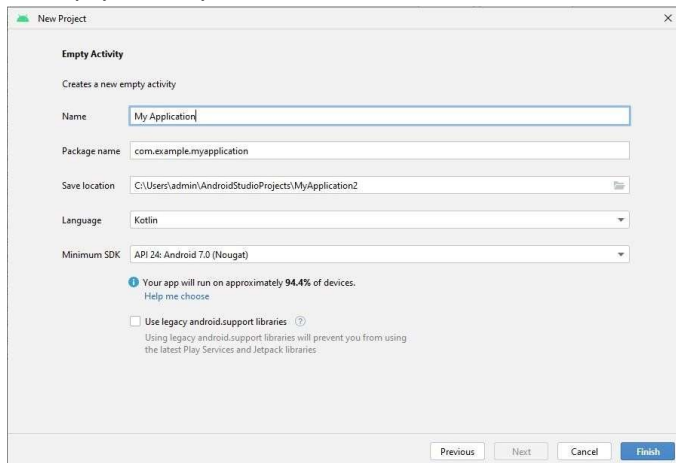 New Project
Empty Activity
Creates a new empty activity
Name My Application
Package name com.example.myapplication
Save location C:\Users\admin\AndroidStudioProjects\MyApplication2
Language Kotlin
Minimum SDK API 24: Android 7.0 (Nougat)
Your app will run on approximately 94.4% of devices.
Help me choose
Use legacy android.support libraries ?
Using legacy android.support libraries will prevent you from using
the latest Play Services and Jetpack libraries
Previous Next Cancel Finish